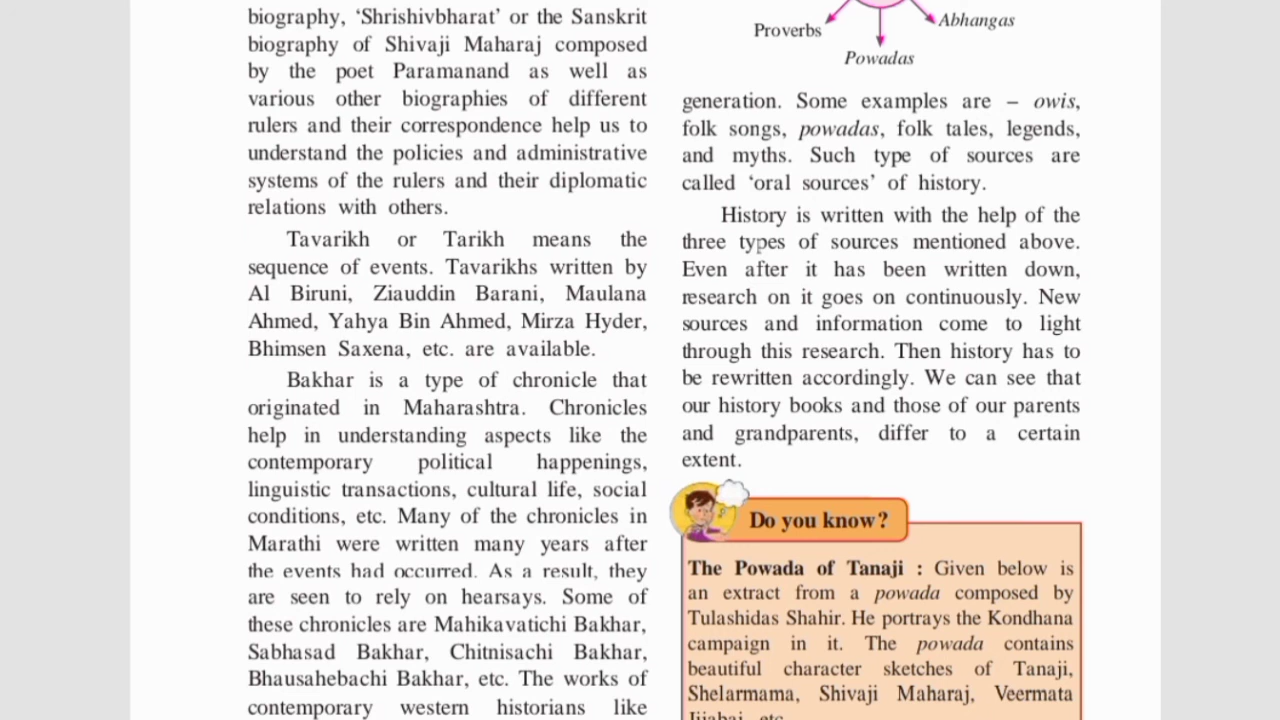 biography, ‘Shrishivbharat’ or the Sanskrit
biography of Shivaji Maharaj composed
by the poet Paramanand as well as
various other biographies of different
rulers and their correspondence help us to
understand the policies and administrative
systems of the rulers and their diplomatic
relations with others.
Tavarikh or Tarikh means the
sequence of events. Tavarikhs written by
Al Biruni, Ziauddin Barani, Maulana
Ahmed, Yahya Bin Ahmed, Mirza Hyder,
Bhimsen Saxena, etc. are available.
Bakhar is a type of chronicle that
originated in Maharashtra. Chronicles
help in understanding aspects like the
contemporary political happenings,
linguistic transactions, cultural life, social
conditions, etc. Many of the chronicles in
Marathi were written many years after
the events had occurred. As a result, they
are seen to rely on hearsays. Some of
these chronicles are Mahikavatichi Bakhar,
Sabhasad Bakhar, Chitnisachi Bakhar,
Bhausahebachi Bakhar, etc. The works of
contemporary western historians like
Proverbs
Abhangas
Powadas
generation. Some examples are – owis,
folk songs, powadas, folk tales, legends,
and myths. Such type of sources are
called ‘oral sources’ of history.
History is written with the help of the
three types of sources mentioned above.
Even after it has been written down,
research on it goes on continuously. New
sources and information come to light
through this research. Then history has to
be rewritten accordingly. We can see that
our history books and those of our parents
and grandparents, differ to a certain
extent.
Do you know?
The Powada of Tanaji : Given below is
an extract from a powada composed by
Tulashidas Shahir. He portrays the Kondhana
campaign in it. The powada contains
beautiful character sketches of Tanaji,
Shelarmama, Shivaji Maharaj, Veermata
Jijabai, etc.